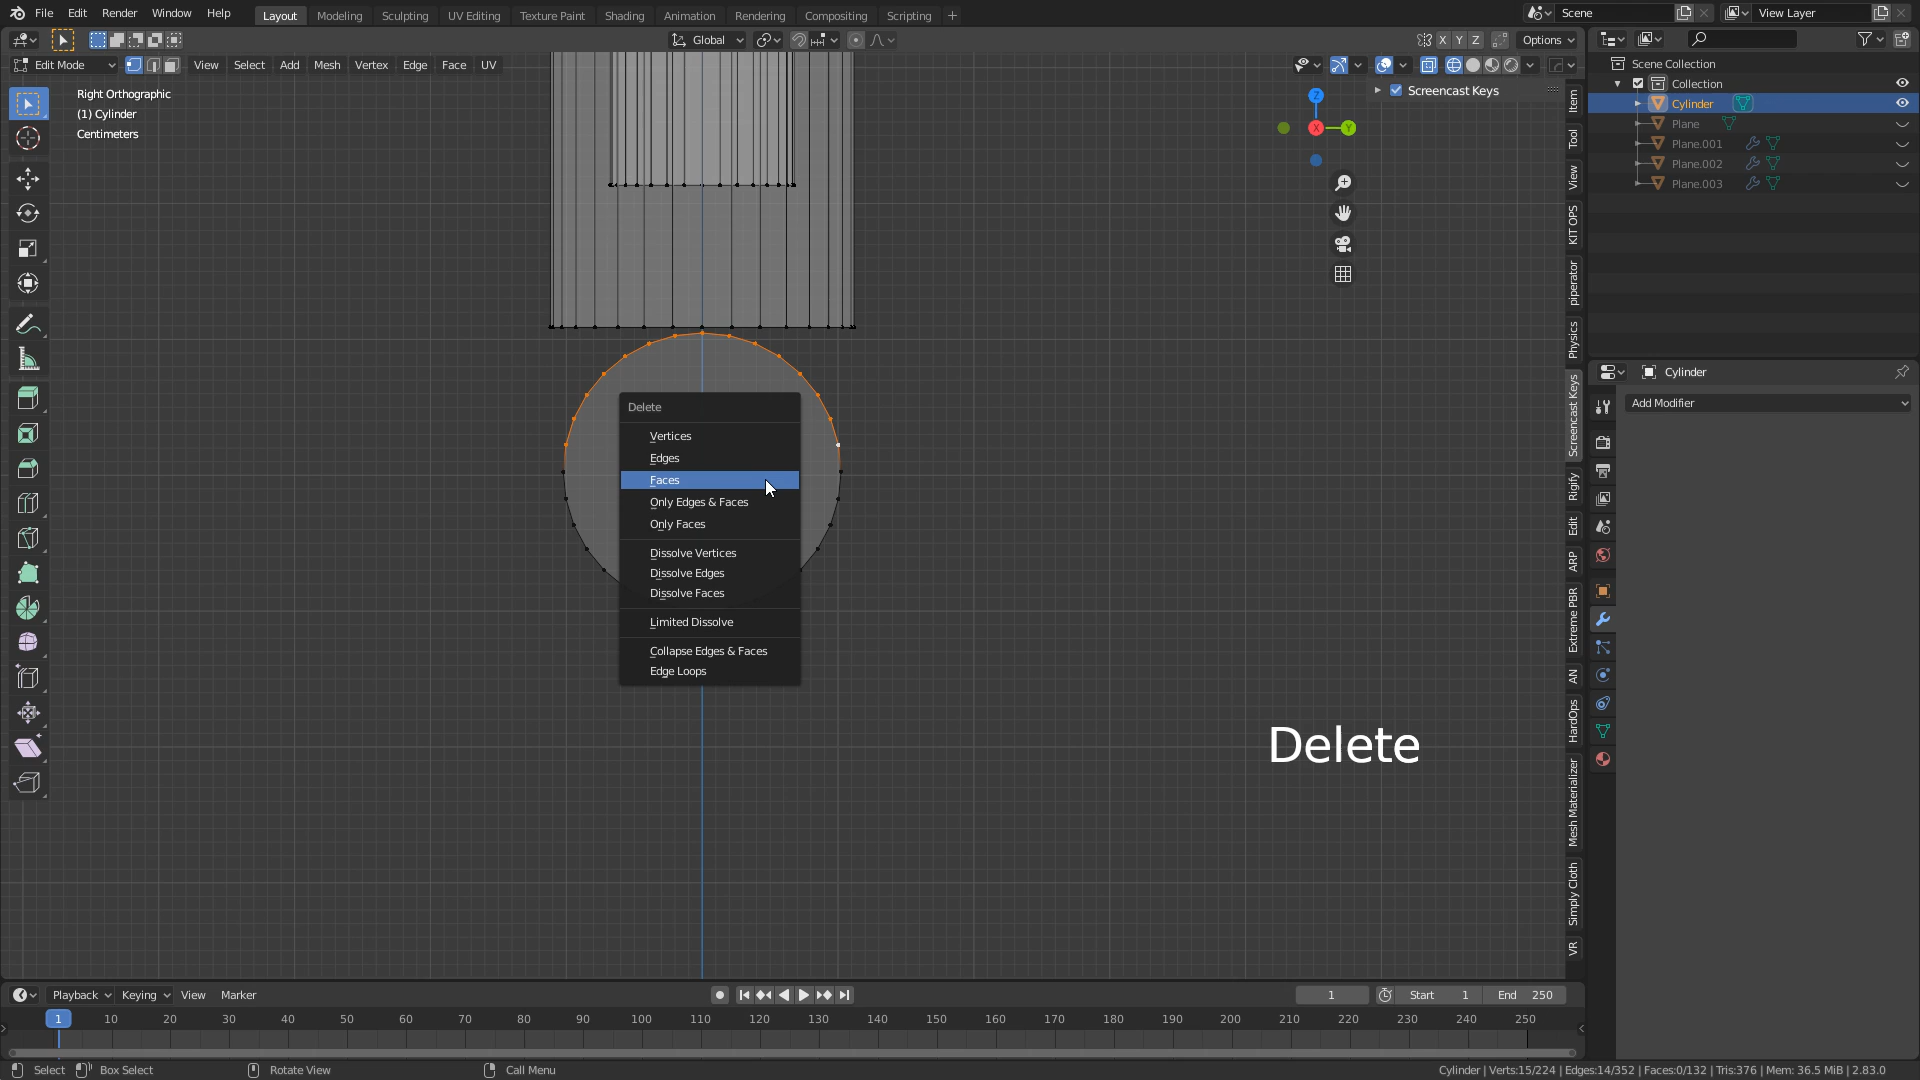 File Edit Render Window Help Layout Modeling Sculpting UV Editing Texture Paint Shading Animation Rendering Compositing Scripting + Scene View Layer
Global X Y Z Options
Edit Mode View Select Add Mesh Vertex Edge Face UV
Right Orthographic
(1) Cylinder
Centimeters
Screencast Keys
Z
X
Y
Item
Tool
View
KIT OPS
piperator
Physics
Screencast Keys
Rigify
Edit
ARP
Extreme PBR
AN
HardOps
Mesh Materializer
Simply Cloth
VR
Scene Collection
Collection
Cylinder
Plane
Plane.001
Plane.002
Plane.003
Cylinder
Add Modifier
Delete
Vertices
Edges
Faces
Only Edges & Faces
Only Faces
Dissolve Vertices
Dissolve Edges
Dissolve Faces
Limited Dissolve
Collapse Edges & Faces
Edge Loops
Delete
Playback Keying View Marker 1 Start 1 End 250
1 10 20 30 40 50 60 70 80 90 100 110 120 130 140 150 160 170 180 190 200 210 220 230 240 250
Select Box Select Rotate View Call Menu Cylinder | Verts:15/224 | Edges:14/352 | Faces:0/132 | Tris:376 | Mem: 36.5 MiB | 2.83.0